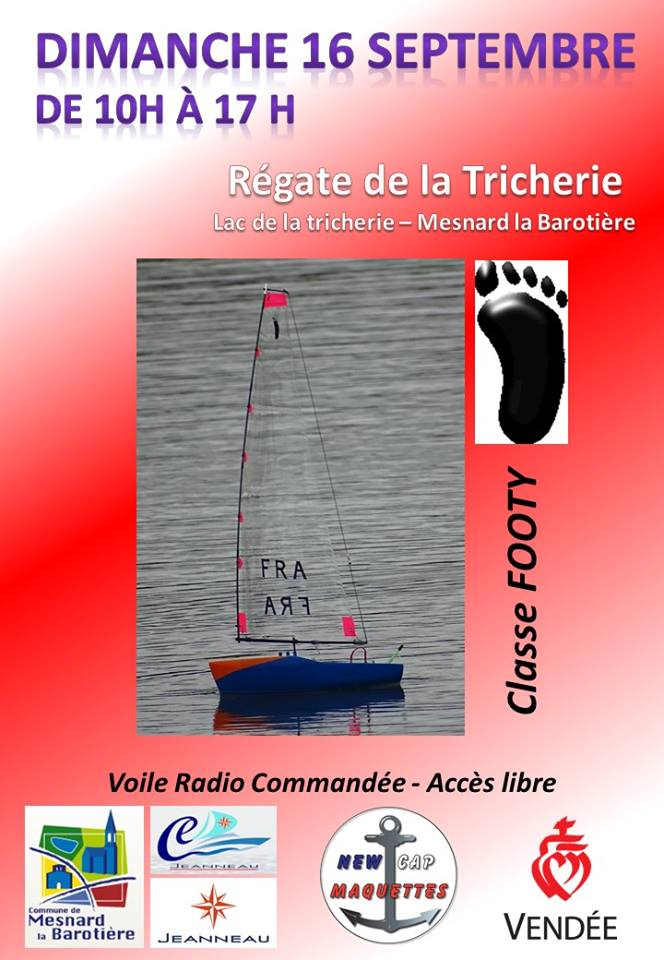 DIMANCHE 16 SEPTEMBRE
DE 10H À 17 H
Régate de la Tricherie
Lac de la tricherie – Mesnard la Barotière
Classe FOOTY
FRA
FRA
Voile Radio Commandée - Accès libre
Commune de
Mesnard
la Barotière
JEANNEAU
JEANNEAU
NEW CAP
MAQUETTES
VENDÉE